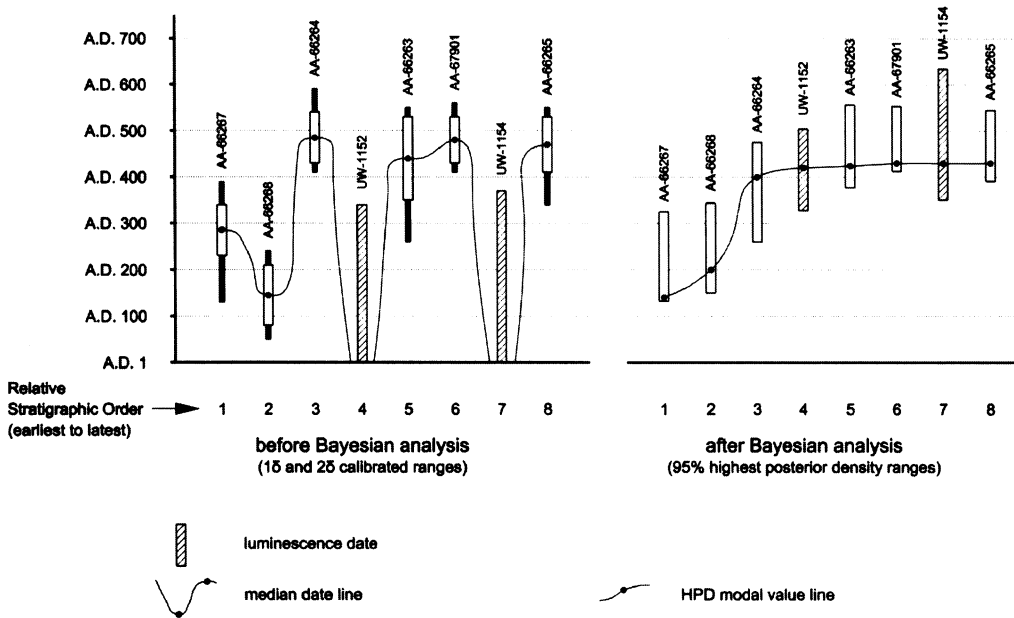 A.D. 700
A.D. 600
A.D. 500
A.D. 400
A.D. 300
A.D. 200
A.D. 100
A.D. 1
AA-66267
AA-66268
AA-66264
UW-1152
AA-66263
AA-67901
UW-1154
AA-66265
AA-66267
AA-66268
AA-66264
UW-1152
AA-66263
AA-67901
UW-1154
AA-66265
Relative
Stratigraphic Order
(earliest to latest)
1 2 3 4 5 6 7 8
1 2 3 4 5 6 7 8
before Bayesian analysis
(1δ and 2δ calibrated ranges)
after Bayesian analysis
(95% highest posterior density ranges)
luminescence date
median date line
HPD modal value line